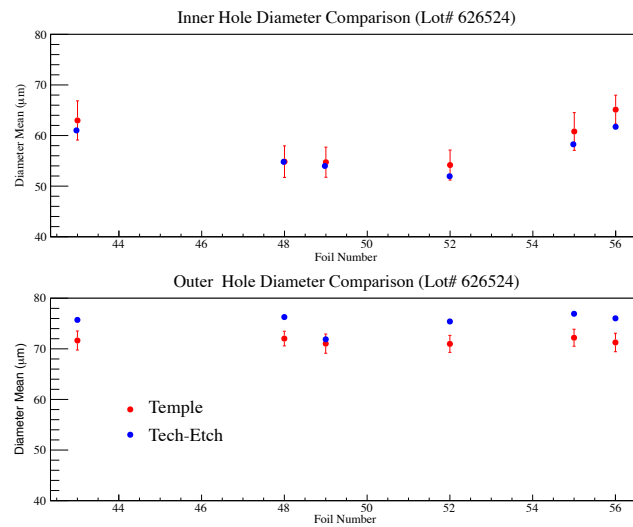 Inner Hole Diameter Comparison (Lot# 626524)
Diameter Mean (μm)
80
70
60
50
40
44 46 48 50 52 54 56
Foil Number
Outer Hole Diameter Comparison (Lot# 626524)
Diameter Mean (μm)
80
70
60
50
40
Temple
Tech-Etch
44 46 48 50 52 54 56
Foil Number